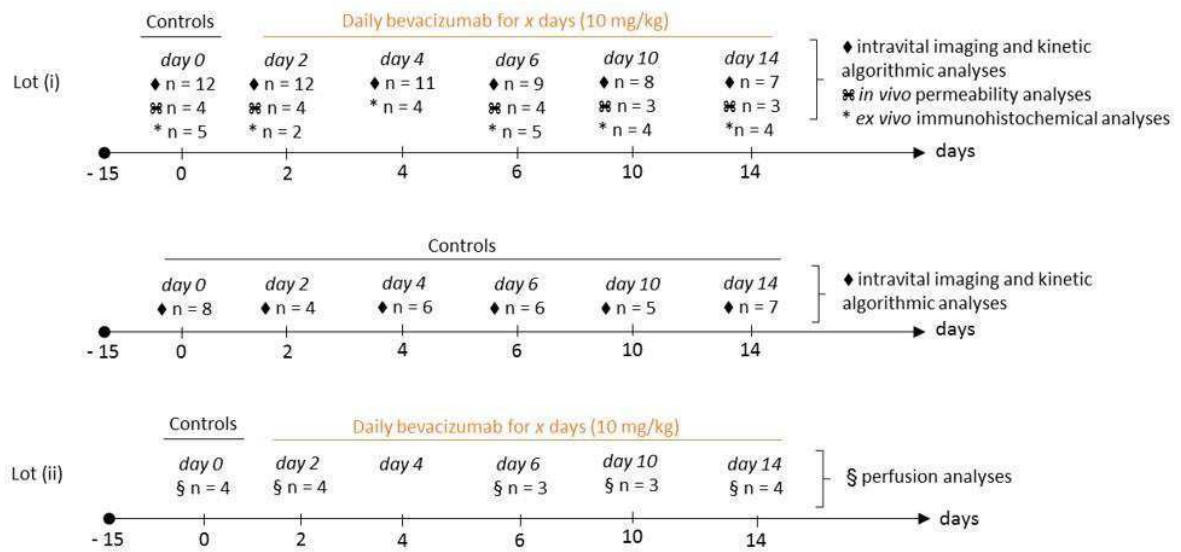 Controls Daily bevacizumab for x days (10 mg/kg)
Lot (i)
day 0 day 2 day 4 day 6 day 10 day 14
♦ n = 12 ♦ n = 12 ♦ n = 11 ♦ n = 9 ♦ n = 8 ♦ n = 7
⌘ n = 4 ⌘ n = 4 * n = 4 ⌘ n = 4 ⌘ n = 3 ⌘ n = 3
* n = 5 * n = 2 * n = 5 * n = 4 *n = 4
♦ intravital imaging and kinetic
algorithmic analyses
⌘ in vivo permeability analyses
* ex vivo immunohistochemical analyses
days
- 15 0 2 4 6 10 14
Controls
day 0 day 2 day 4 day 6 day 10 day 14
♦ n = 8 ♦ n = 4 ♦ n = 6 ♦ n = 6 ♦ n = 5 ♦ n = 7
♦ intravital imaging and kinetic
algorithmic analyses
days
- 15 0 2 4 6 10 14
Controls Daily bevacizumab for x days (10 mg/kg)
Lot (ii)
day 0 day 2 day 4 day 6 day 10 day 14
§ n = 4 § n = 4 § n = 3 § n = 3 § n = 4
§ perfusion analyses
days
- 15 0 2 4 6 10 14